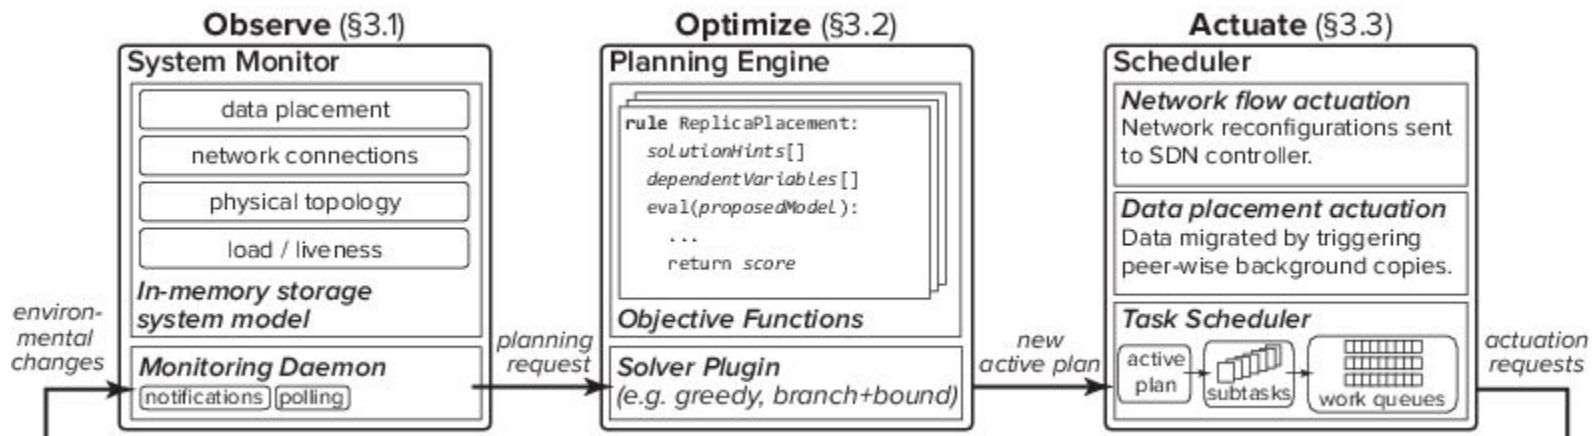 Observe (§3.1)
System Monitor
data placement
network connections
physical topology
load / liveness
In-memory storage
system model
Monitoring Daemon
notifications polling
environ-
mental
changes
planning
request
Optimize (§3.2)
Planning Engine
rule ReplicaPlacement:
solutionHints[]
dependentVariables[]
eval(proposedModel):
...
return score
Objective Functions
Solver Plugin
(e.g. greedy, branch+bound)
new
active plan
Actuate (§3.3)
Scheduler
Network flow actuation
Network reconfigurations sent
to SDN controller.
Data placement actuation
Data migrated by triggering
peer-wise background copies.
Task Scheduler
active
plan
subtasks
work queues
actuation
requests